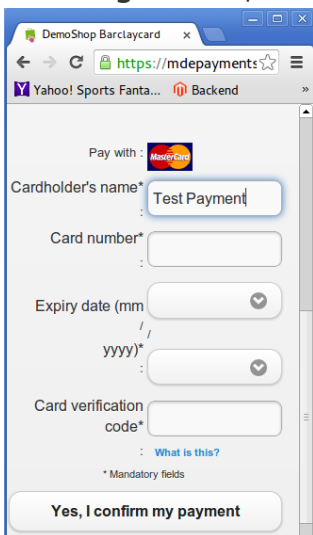 DemoShop Barclaycard
https://mdepayments
Yahoo! Sports Fanta... Backend »
Pay with : MasterCard
Cardholder's name*
: Test Payment
Card number*
:
Expiry date (mm
/ /
yyyy)*
:
Card verification
code*
: What is this?
* Mandatory fields
Yes, I confirm my payment